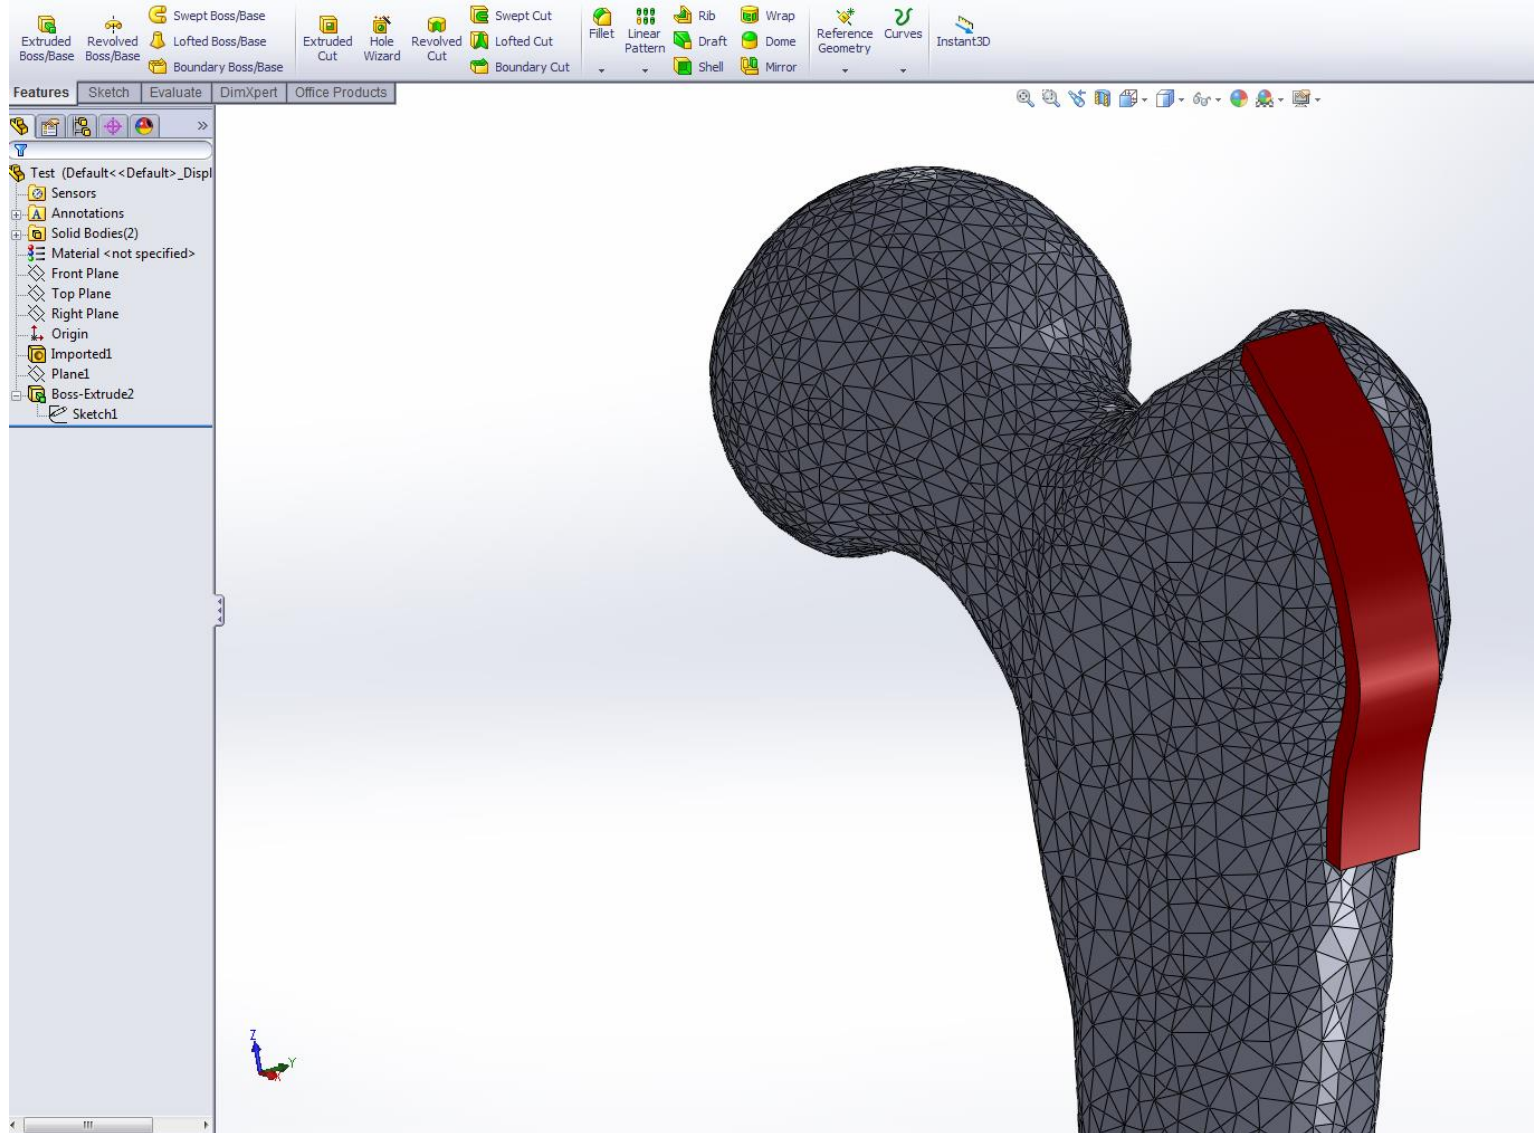 Extruded Boss/Base
Revolved Boss/Base
Swept Boss/Base
Lofted Boss/Base
Boundary Boss/Base
Extruded Cut
Hole Wizard
Revolved Cut
Swept Cut
Lofted Cut
Boundary Cut
Fillet
Linear Pattern
Rib
Draft
Shell
Wrap
Dome
Mirror
Reference Geometry
Curves
Instant3D
Features
Sketch
Evaluate
DimXpert
Office Products
Test (Default<<Default>_Displ
Sensors
Annotations
Solid Bodies(2)
Material <not specified>
Front Plane
Top Plane
Right Plane
Origin
Imported1
Plane1
Boss-Extrude2
Sketch1
Z
Y
X